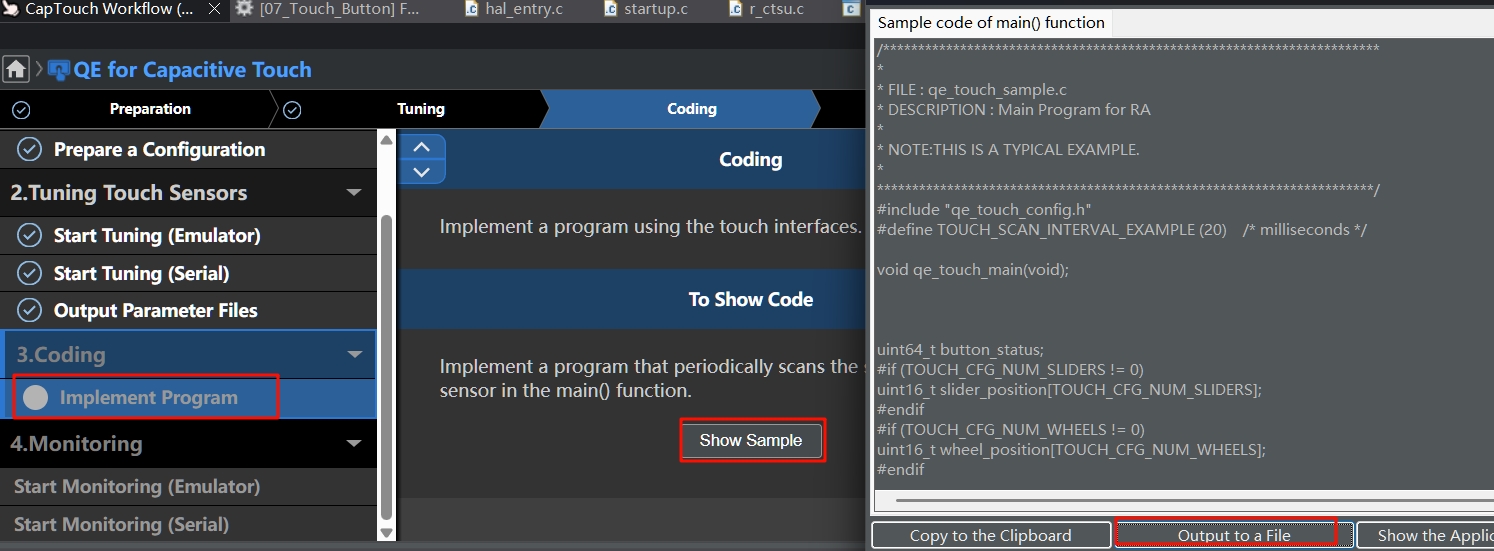 CapTouch Workflow (...
[07_Touch_Button] F...
hal_entry.c
startup.c
r_ctsu.c
QE for Capacitive Touch
Preparation
Tuning
Coding
Prepare a Configuration
2.Tuning Touch Sensors
Start Tuning (Emulator)
Start Tuning (Serial)
Output Parameter Files
3.Coding
Implement Program
4.Monitoring
Start Monitoring (Emulator)
Start Monitoring (Serial)
Coding
Implement a program using the touch interfaces.
To Show Code
Implement a program that periodically scans the
sensor in the main() function.
Show Sample
Sample code of main() function
/***********************************************************************
*
* FILE : qe_touch_sample.c
* DESCRIPTION : Main Program for RA
*
* NOTE:THIS IS A TYPICAL EXAMPLE.
*
***********************************************************************/
#include "qe_touch_config.h"
#define TOUCH_SCAN_INTERVAL_EXAMPLE (20)    /* milliseconds */
void qe_touch_main(void);
uint64_t button_status;
#if (TOUCH_CFG_NUM_SLIDERS != 0)
uint16_t slider_position[TOUCH_CFG_NUM_SLIDERS];
#endif
#if (TOUCH_CFG_NUM_WHEELS != 0)
uint16_t wheel_position[TOUCH_CFG_NUM_WHEELS];
#endif
Copy to the Clipboard
Output to a File
Show the Applic